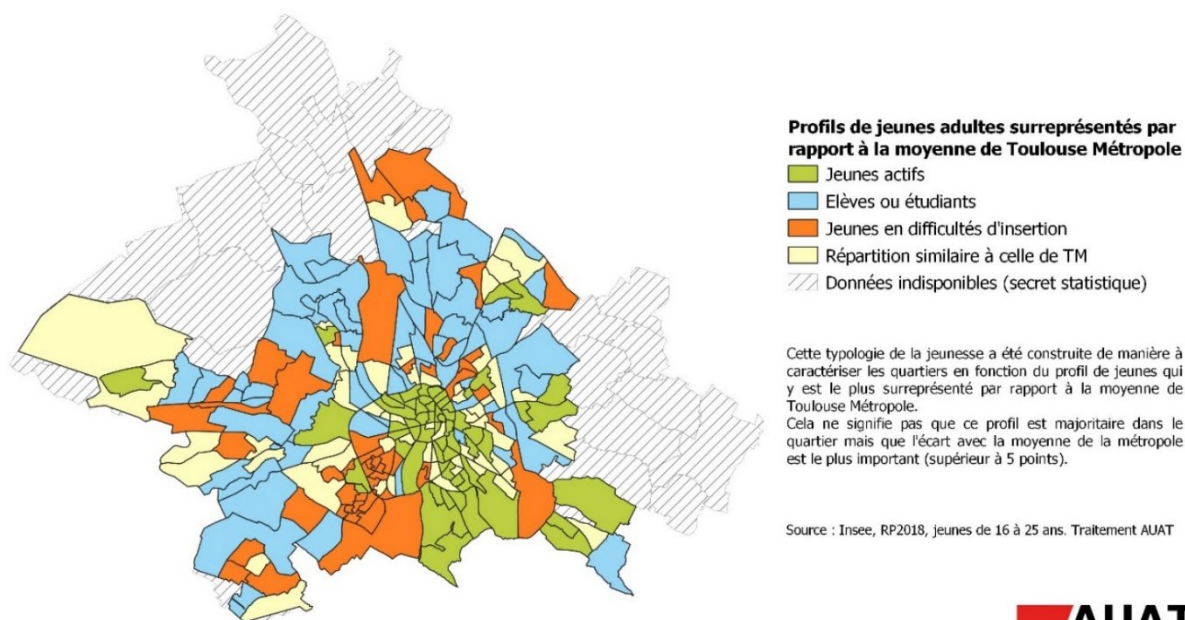 Profils de jeunes adultes surreprésentés par
rapport à la moyenne de Toulouse Métropole
Jeunes actifs
Elèves ou étudiants
Jeunes en difficultés d'insertion
Répartition similaire à celle de TM
Données indisponibles (secret statistique)
Cette typologie de la jeunesse a été construite de manière à
caractériser les quartiers en fonction du profil de jeunes qui
y est le plus surreprésenté par rapport à la moyenne de
Toulouse Métropole.
Cela ne signifie pas que ce profil est majoritaire dans le
quartier mais que l'écart avec la moyenne de la métropole
est le plus important (supérieur à 5 points).
Source : Insee, RP2018, jeunes de 16 à 25 ans. Traitement AUAT
AUAT